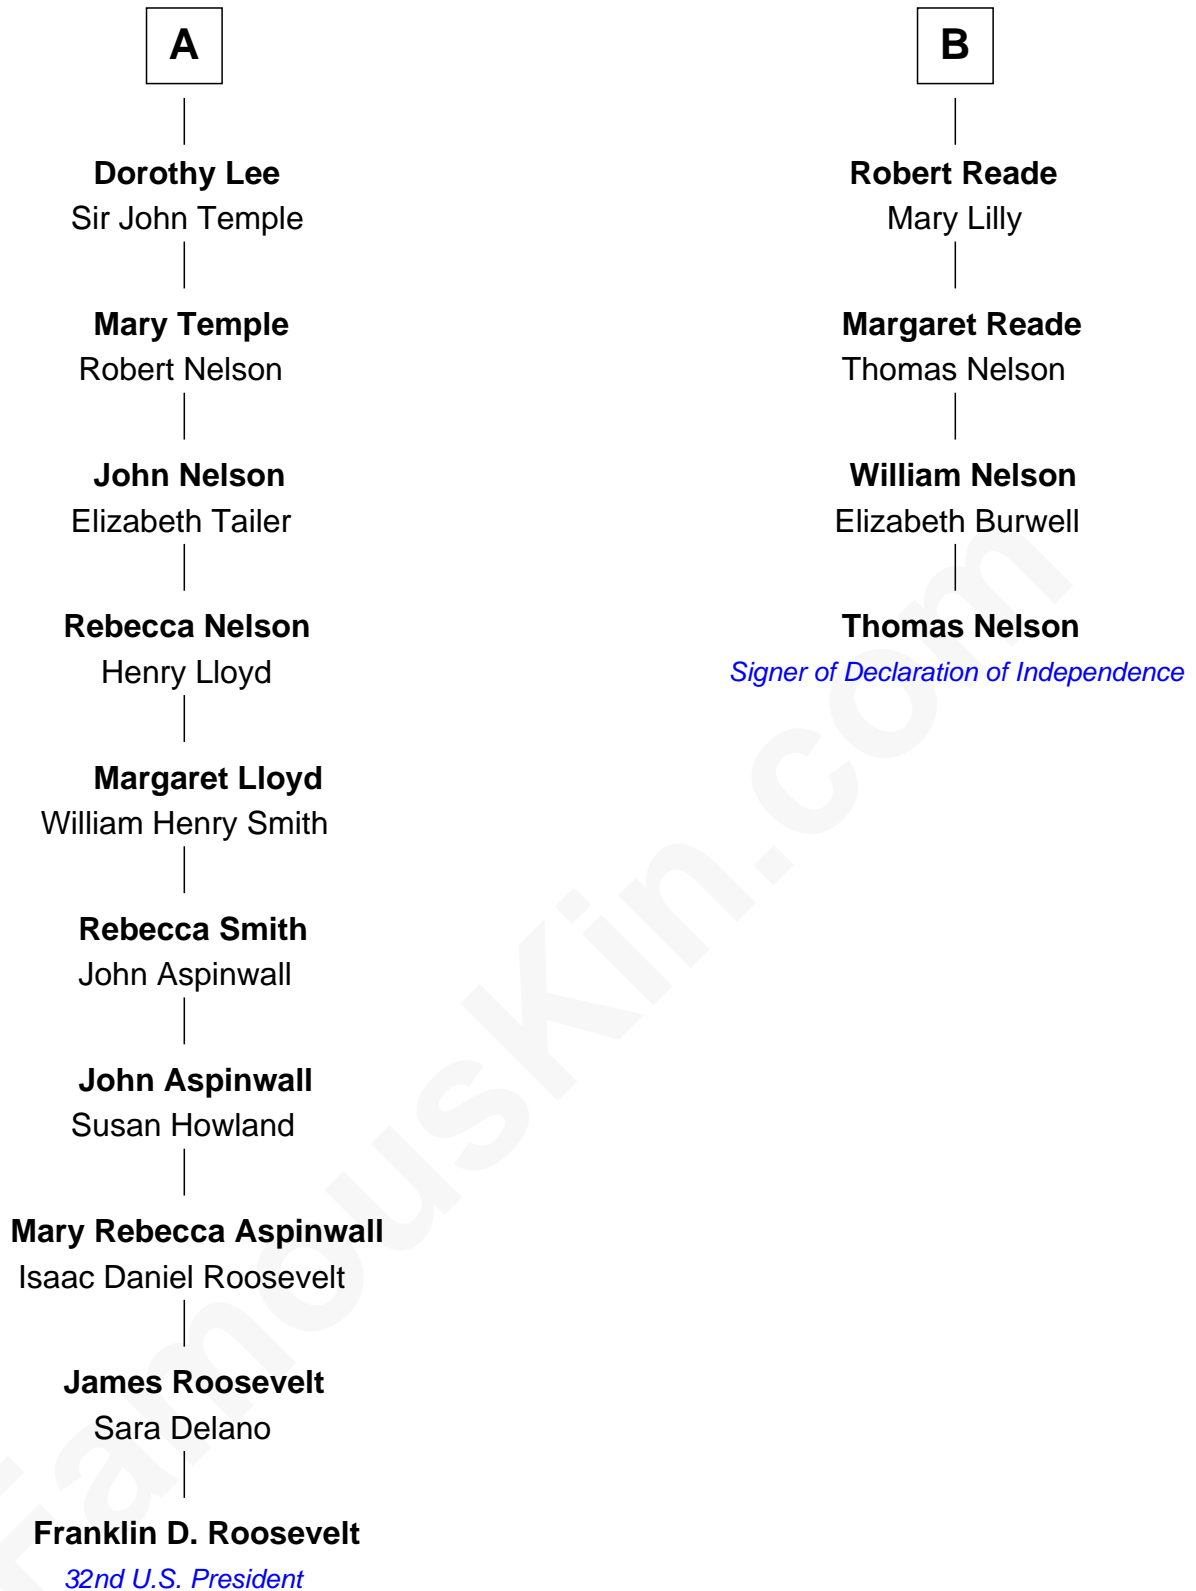 A
Dorothy Lee
Sir John Temple
Mary Temple
Robert Nelson
John Nelson
Elizabeth Tailer
Rebecca Nelson
Henry Lloyd
Margaret Lloyd
William Henry Smith
Rebecca Smith
John Aspinwall
John Aspinwall
Susan Howland
Mary Rebecca Aspinwall
Isaac Daniel Roosevelt
James Roosevelt
Sara Delano
Franklin D. Roosevelt
32nd U.S. President
B
Robert Reade
Mary Lilly
Margaret Reade
Thomas Nelson
William Nelson
Elizabeth Burwell
Thomas Nelson
Signer of Declaration of Independence
FamousKin.com